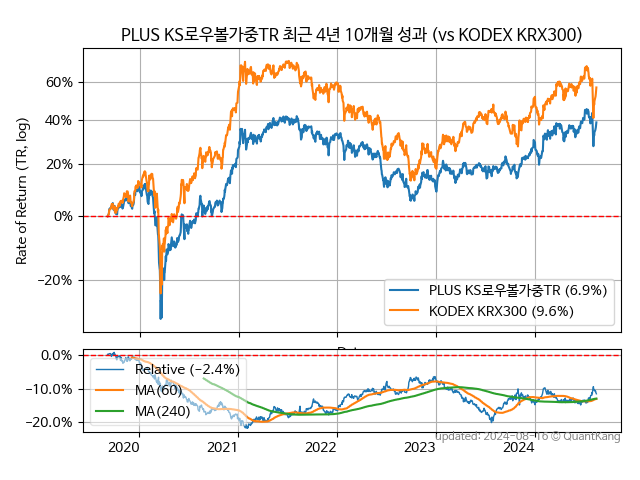 PLUS KS로우볼가중TR 최근 4년 10개월 성과 (vs KODEX KRX300)
Rate of Return (TR, log)
60%
40%
20%
0%
−20%
PLUS KS로우볼가중TR (6.9%)
KODEX KRX300 (9.6%)
0.0%
−10.0%
−20.0%
Relative (−2.4%)
MA(60)
MA(240)
2020 2021 2022 2023 2024
updated: 2024-08-16 © QuantKang